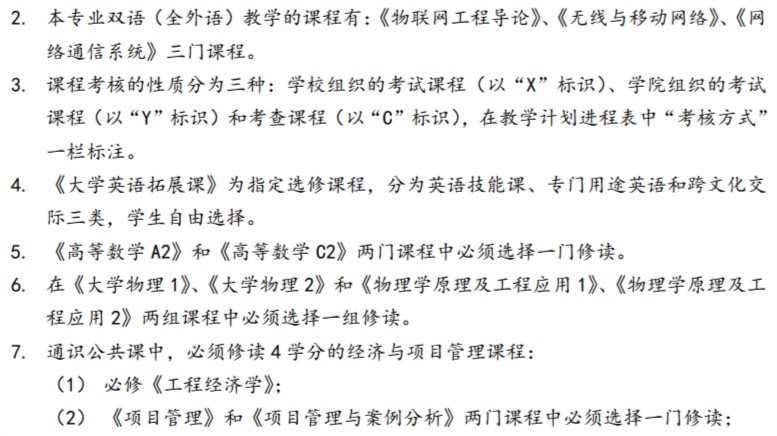 2. 本专业双语（全外语）教学的课程有：《物联网工程导论》、《无线与移动网络》、《网
络通信系统》三门课程。
3. 课程考核的性质分为三种：学校组织的考试课程（以“X”标识）、学院组织的考试
课程（以“Y”标识）和考查课程（以“C”标识），在教学计划进程表中“考核方式”
一栏标注。
4. 《大学英语拓展课》为指定选修课程，分为英语技能课、专门用途英语和跨文化交
际三类，学生自由选择。
5. 《高等数学 A2》和《高等数学 C2》两门课程中必须选择一门修读。
6. 在《大学物理 1》、《大学物理 2》和《物理学原理及工程应用 1》、《物理学原理及工
程应用 2》两组课程中必须选择一组修读。
7. 通识公共课中，必须修读 4 学分的经济与项目管理课程：
（1） 必修《工程经济学》；
（2） 《项目管理》和《项目管理与案例分析》两门课程中必须选择一门修读；